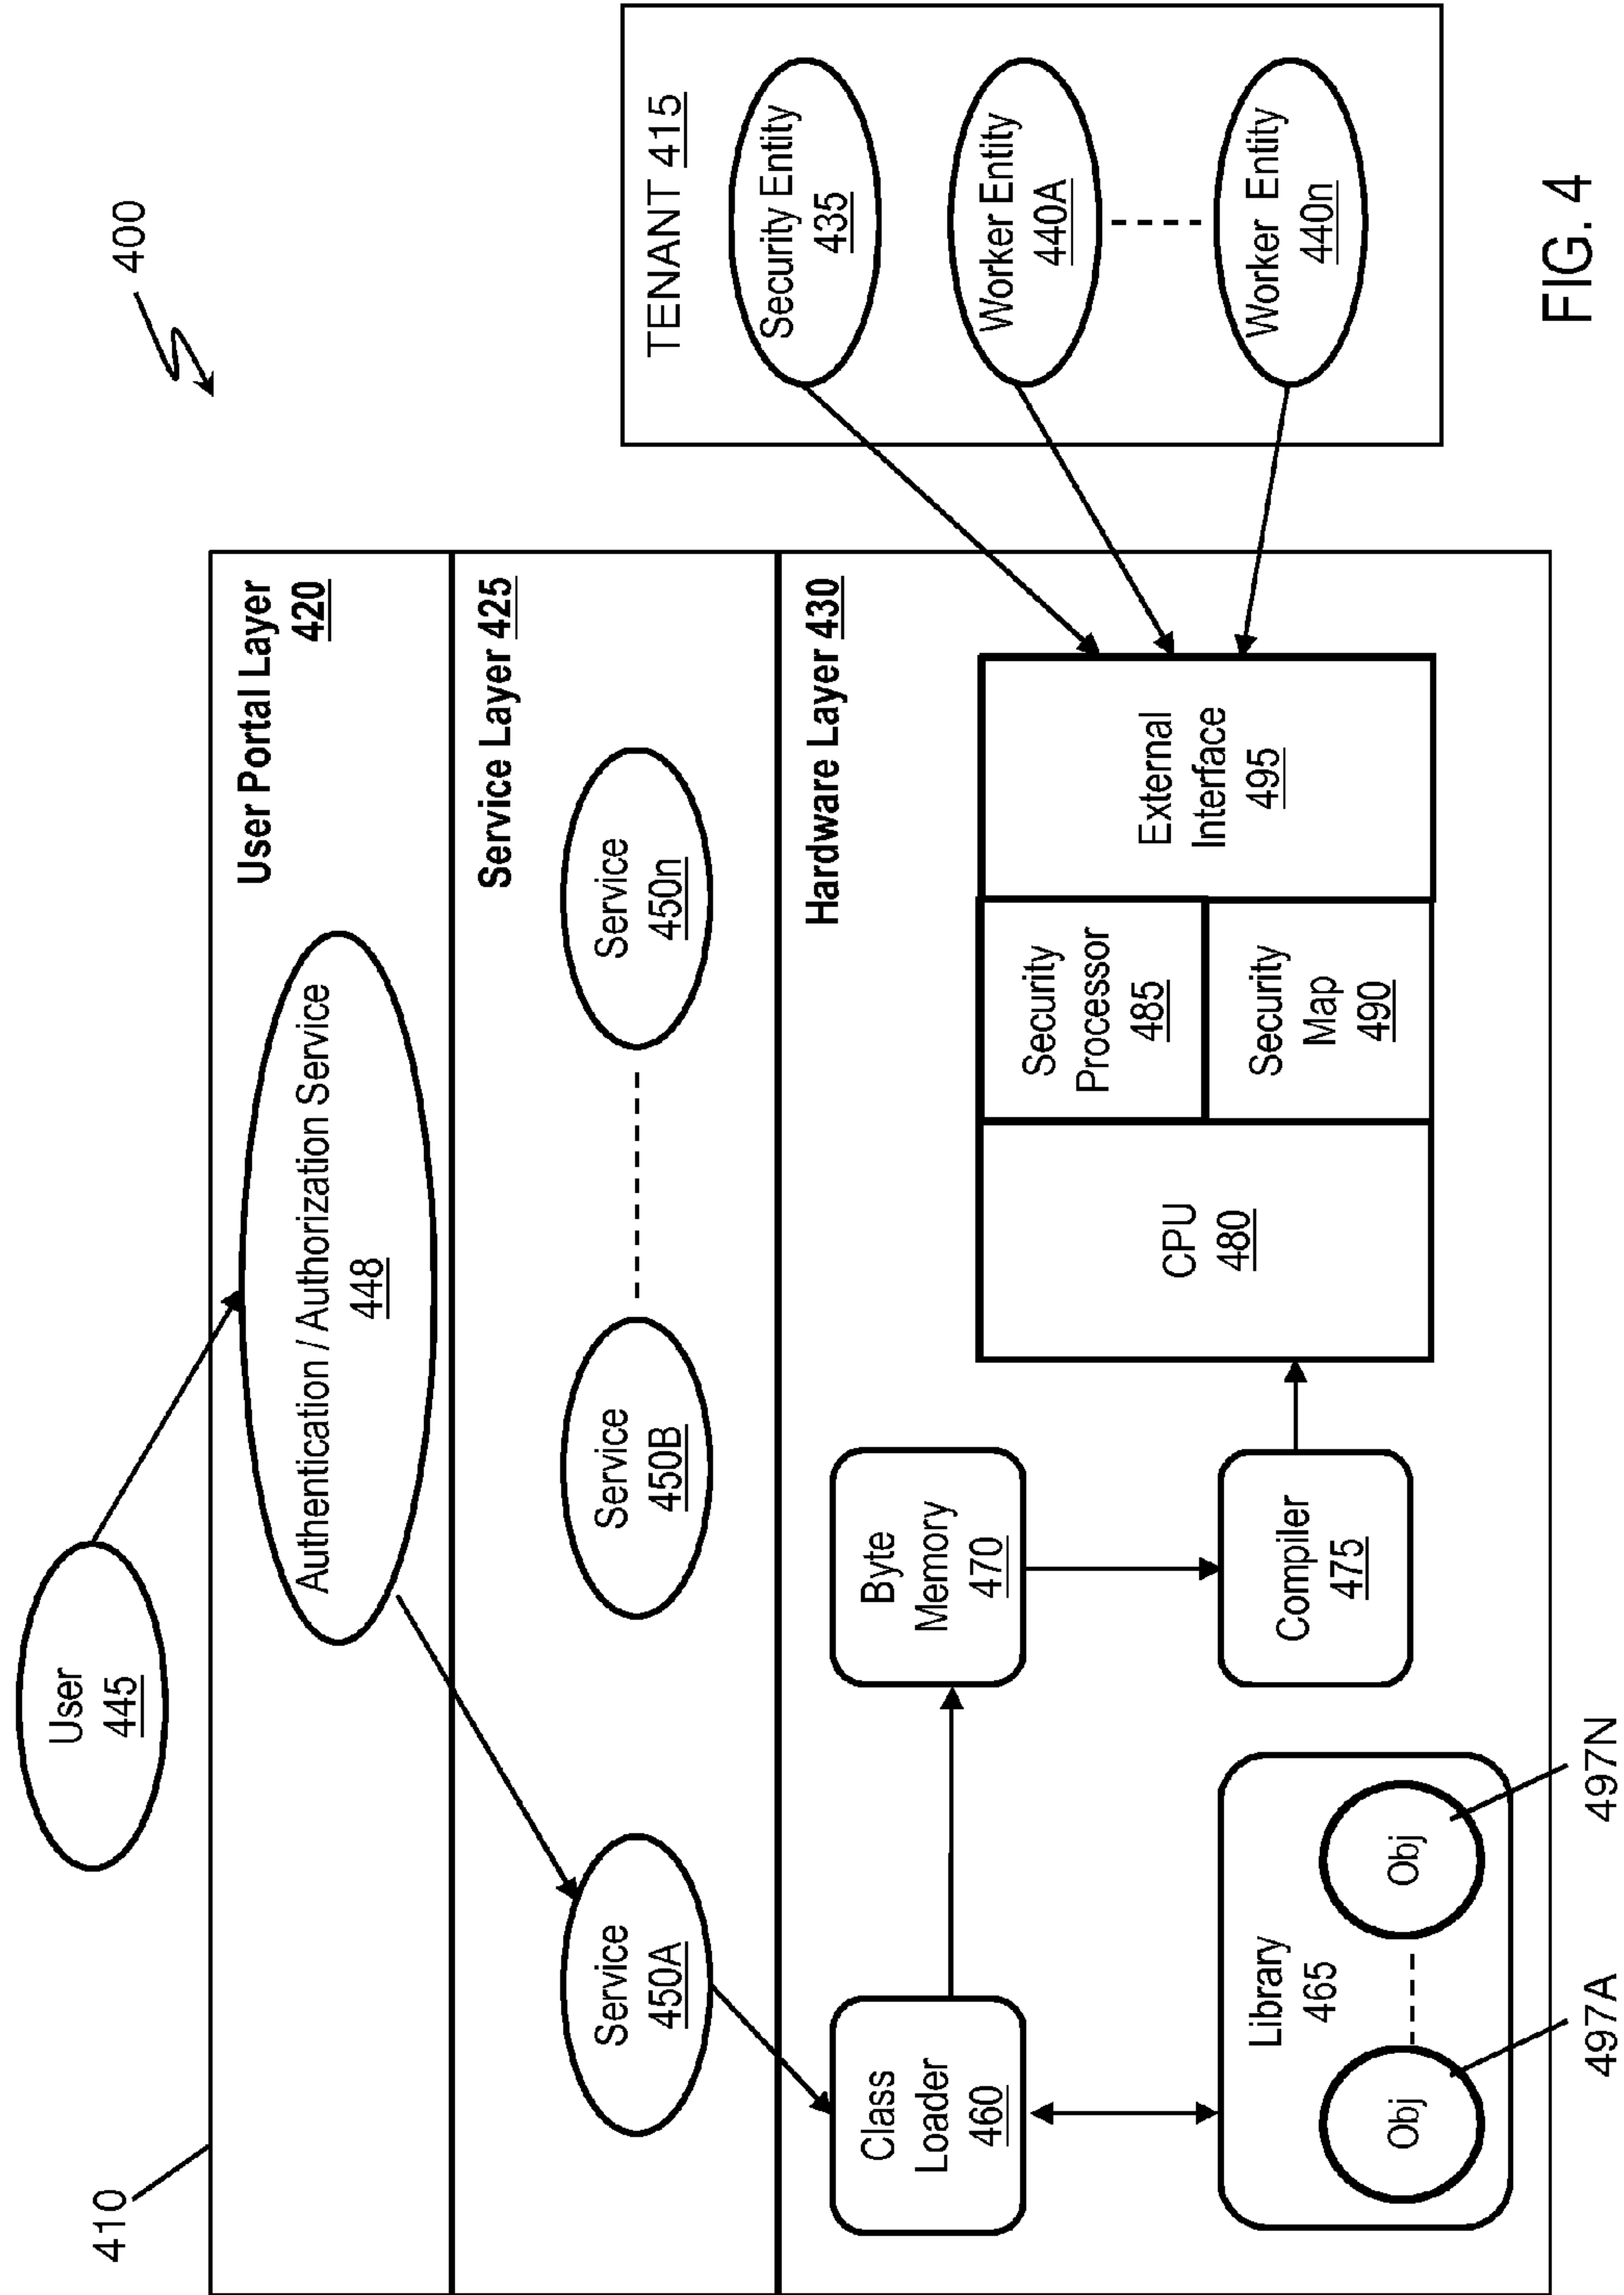 400
410
User
445
User Portal Layer
420
Authentication / Authorization Service
448
Service Layer 425
Service
450A
Service
450B
Service
450n
Hardware Layer 430
Class
Loader
460
Byte
Memory
470
Library
465
Obj
Obj
497A
497N
Compiler
475
CPU
480
Security
Processor
485
Security
Map
490
External
Interface
495
TENANT 415
Security Entity
435
Worker Entity
440A
Worker Entity
440n
FIG. 4